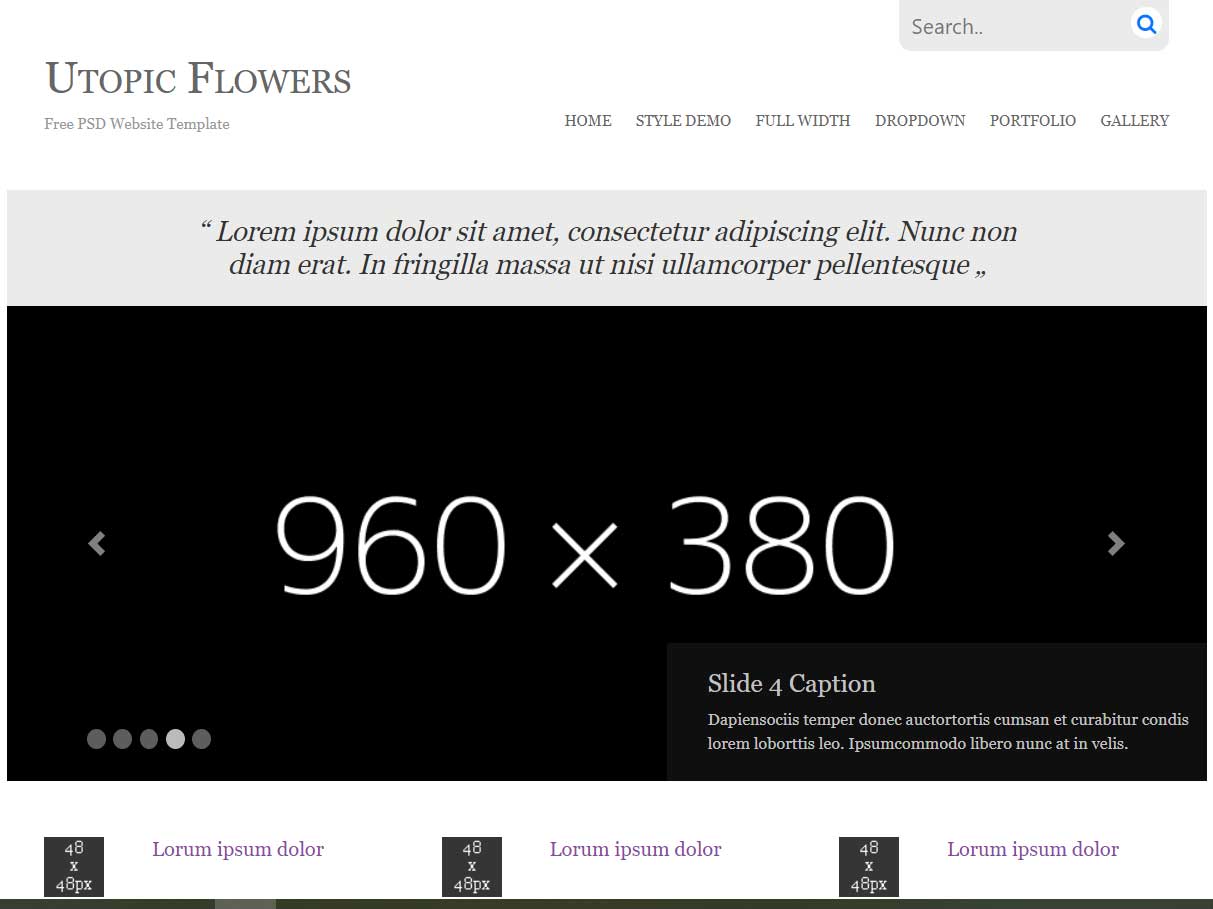 Search..
Utopic Flowers
Free PSD Website Template
HOME STYLE DEMO FULL WIDTH DROPDOWN PORTFOLIO GALLERY
“ Lorem ipsum dolor sit amet, consectetur adipiscing elit. Nunc non
diam erat. In fringilla massa ut nisi ullamcorper pellentesque „
960 × 380
Slide 4 Caption
Dapiensociis temper donec auctortortis cumsan et curabitur condis
lorem loborttis leo. Ipsumcommodo libero nunc at in velis.
48
x
48px
Lorum ipsum dolor
48
x
48px
Lorum ipsum dolor
48
x
48px
Lorum ipsum dolor